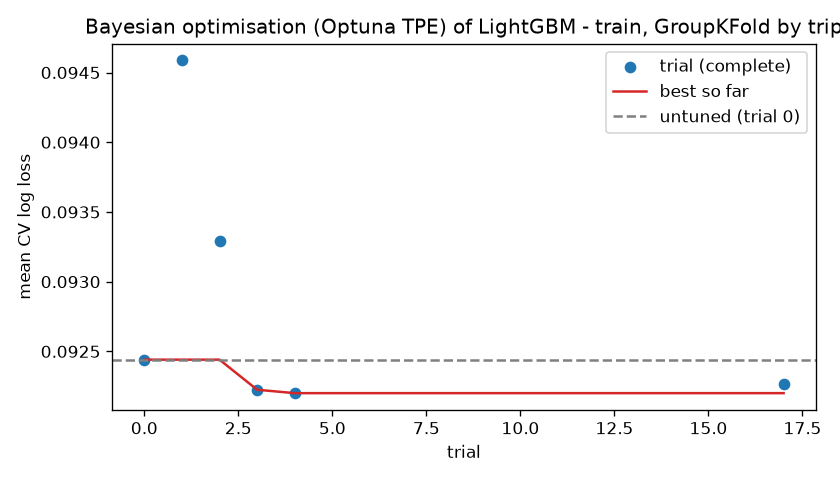 Bayesian optimisation (Optuna TPE) of LightGBM - train, GroupKFold by trip
trial (complete)
best so far
untuned (trial 0)
0.0945
0.0940
0.0935
0.0930
0.0925
mean CV log loss
0.0 2.5 5.0 7.5 10.0 12.5 15.0 17.5
trial